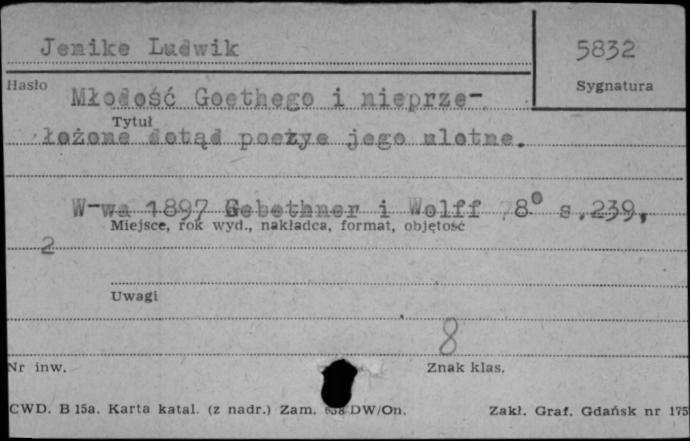 Jenike Ludwik
5832
Hasło
Sygnatura
Młodość Goethego i nieprze-
Tytuł
łożone dotąd poezye jego ulotne.
W-wa 1897 Gebethner i Wolff 8° s.239,
Miejsce, rok wyd., nakładca, format, objętość
2
Uwagi
8
Nr inw.
Znak klas.
CWD. B 15a. Karta katal. (z nadr.) Zam. DW/On.
Zakł. Graf. Gdańsk nr 175